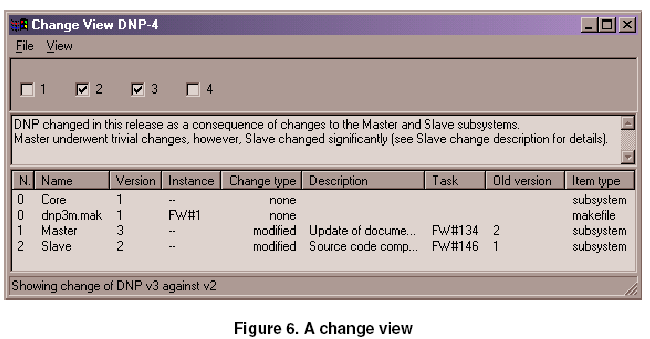 Change View DNP-4
File View
1 2 3 4
DNP changed in this release as a consequence of changes to the Master and Slave subsystems.
Master underwent trivial changes, however, Slave changed significantly (see Slave change description for details).
N. Name Version Instance Change type Description Task Old version Item type
0 Core 1 -- none subsystem
0 dnp3m.mak 1 FW#1 none makefile
1 Master 3 -- modified Update of docume... FW#134 2 subsystem
2 Slave 2 -- modified Source code comp... FW#146 1 subsystem
Showing change of DNP v3 against v2
Figure 6. A change view